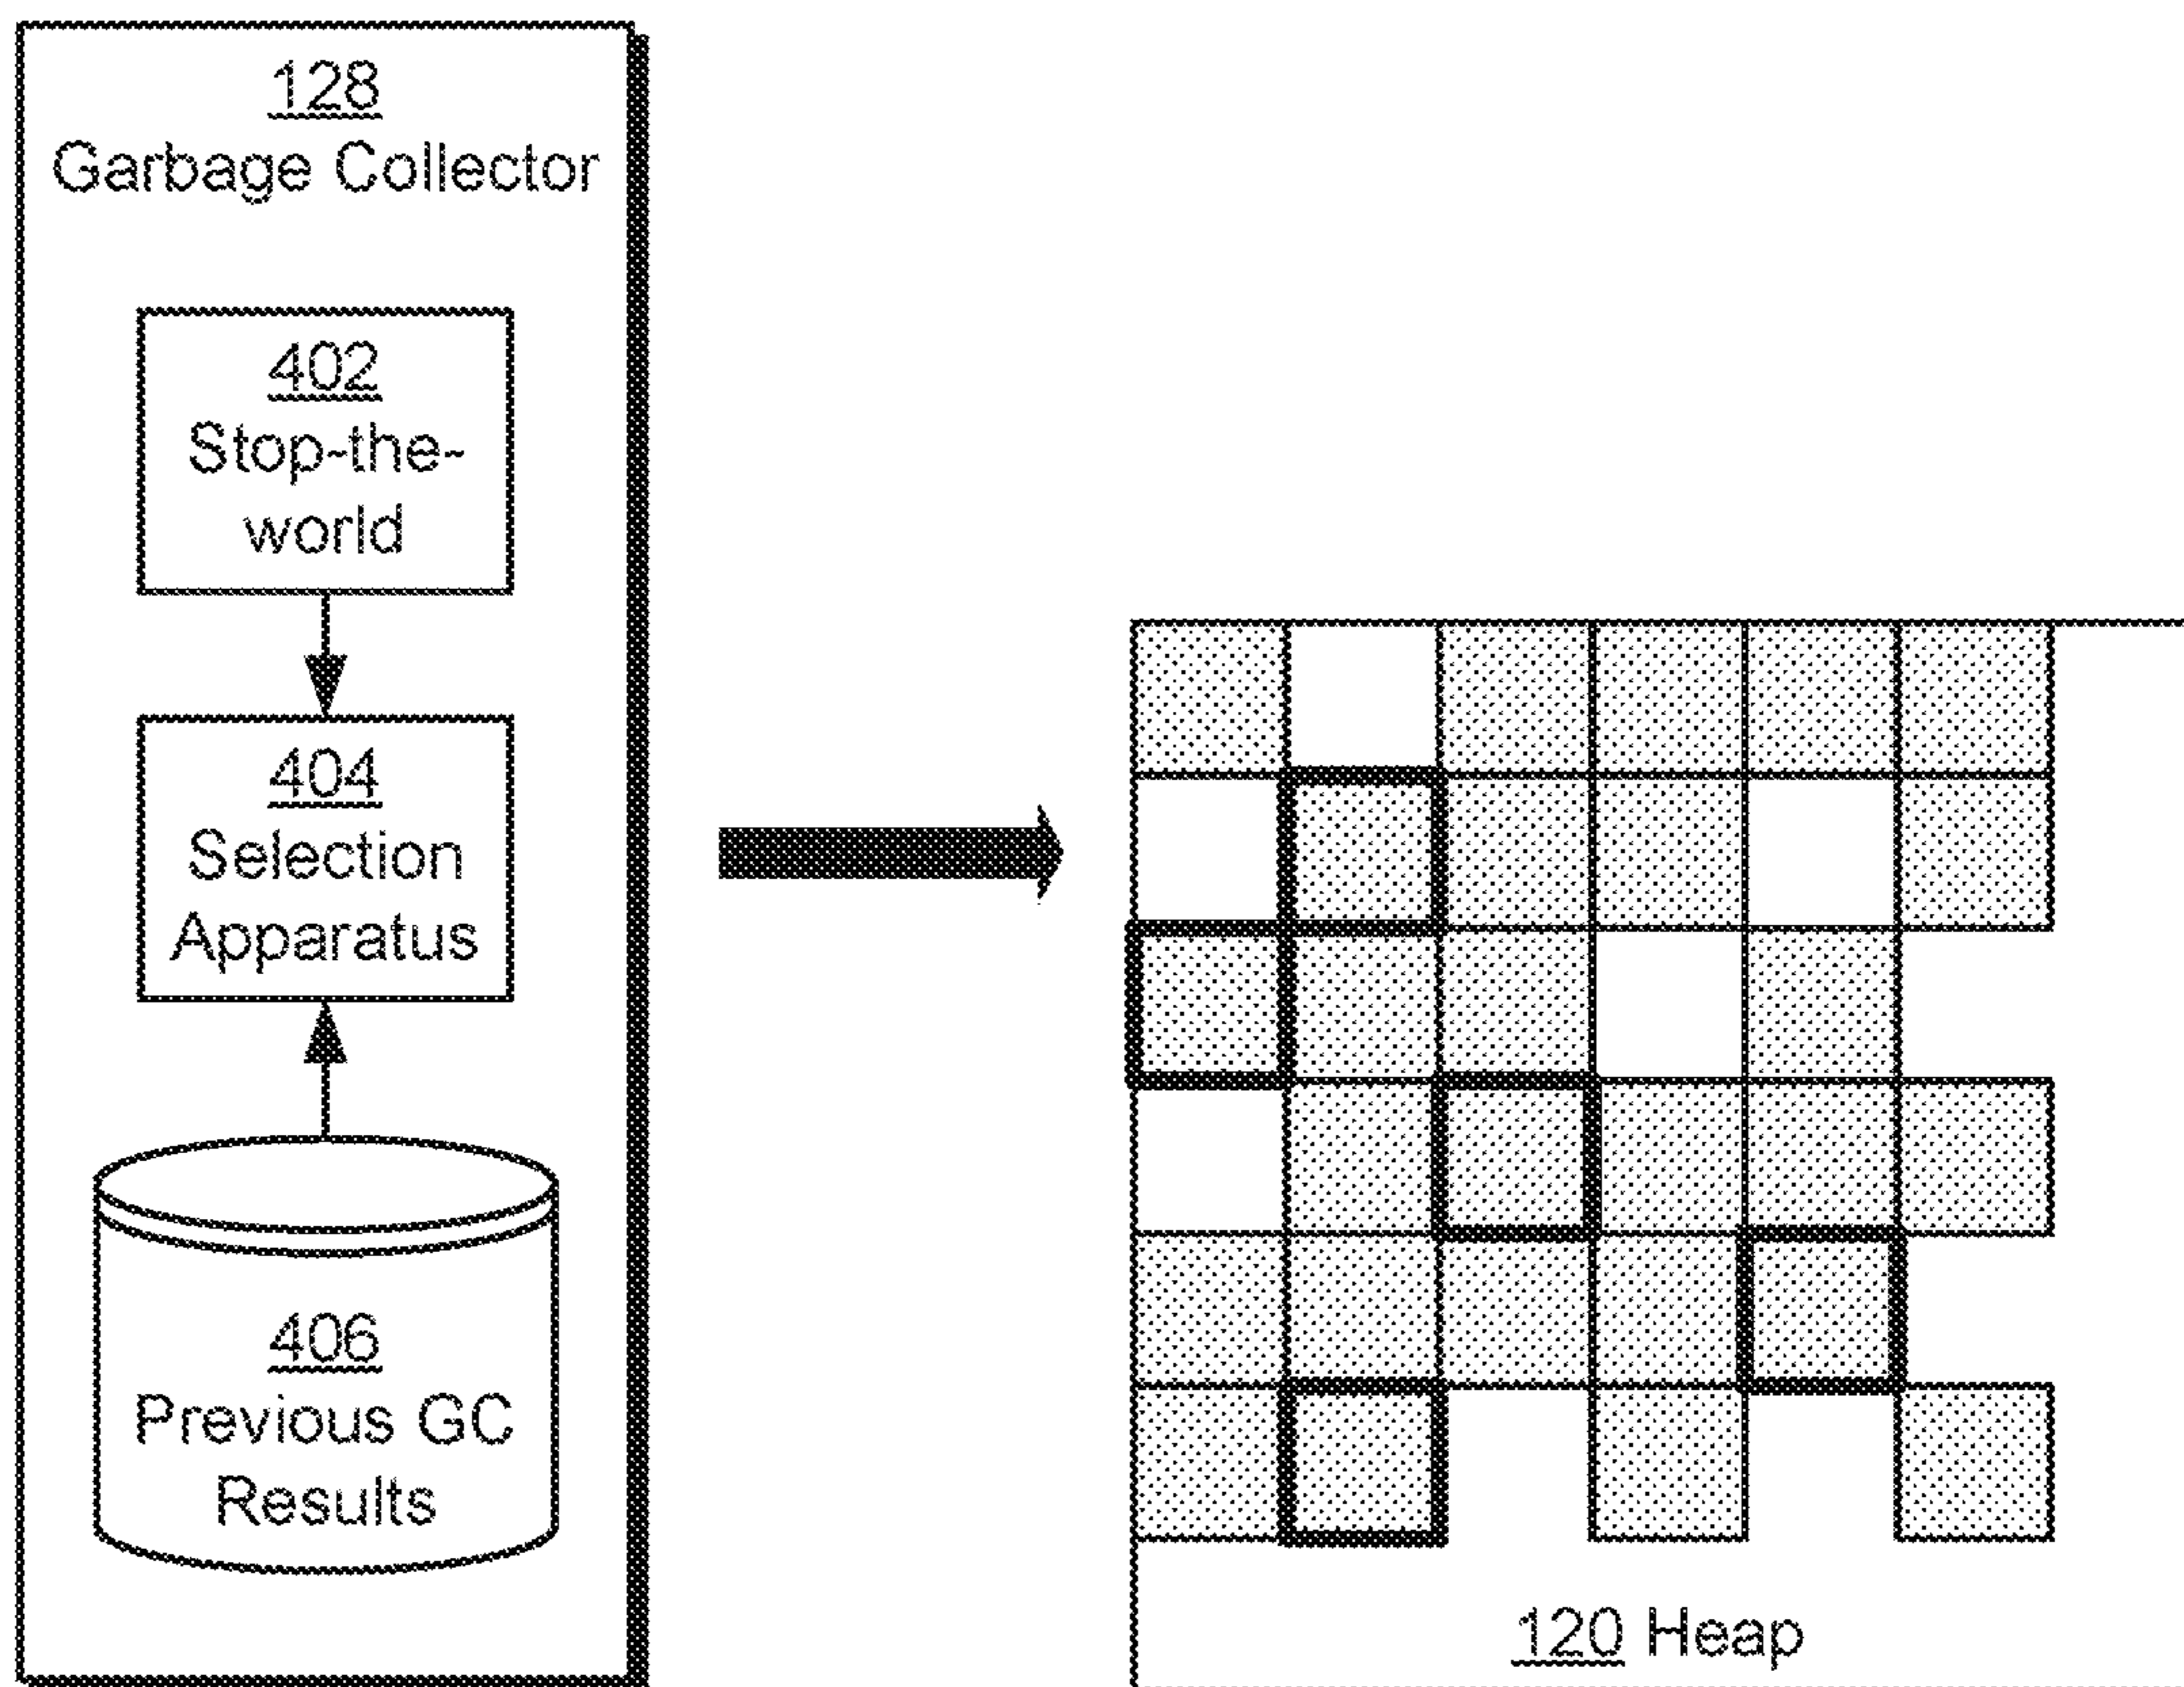 128
Garbage Collector
402
Stop-the-
world
404
Selection
Apparatus
406
Previous GC
Results
120 Heap